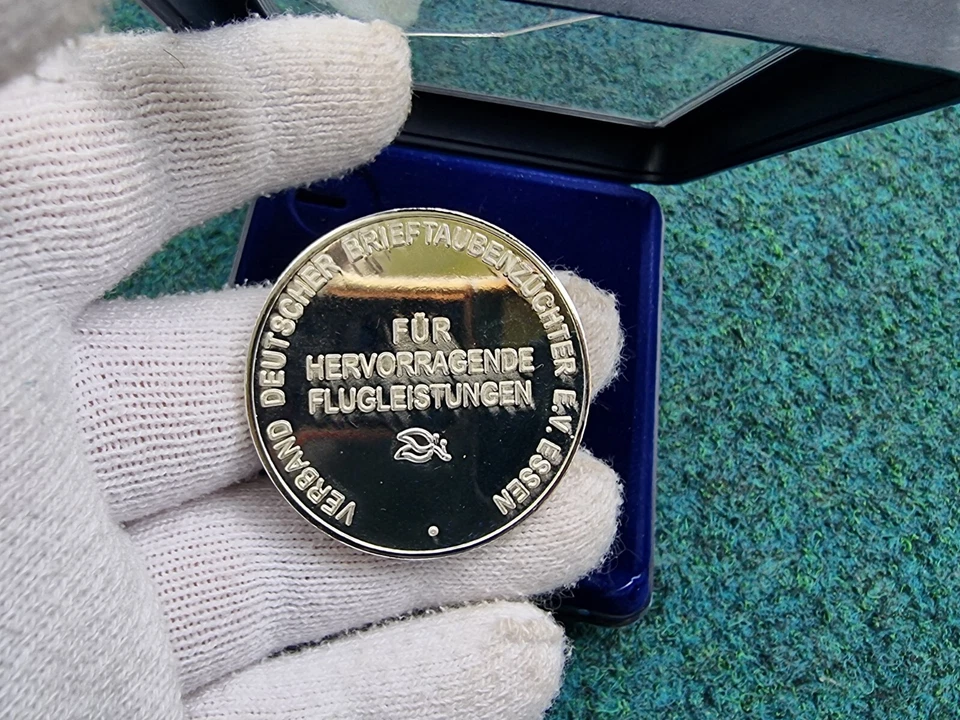 VERBAND DEUTSCHER BRIEFTAUBENZÜCHTER E.V. ESSEN
FÜR
HERVORRAGENDE
FLUGLEISTUNGEN